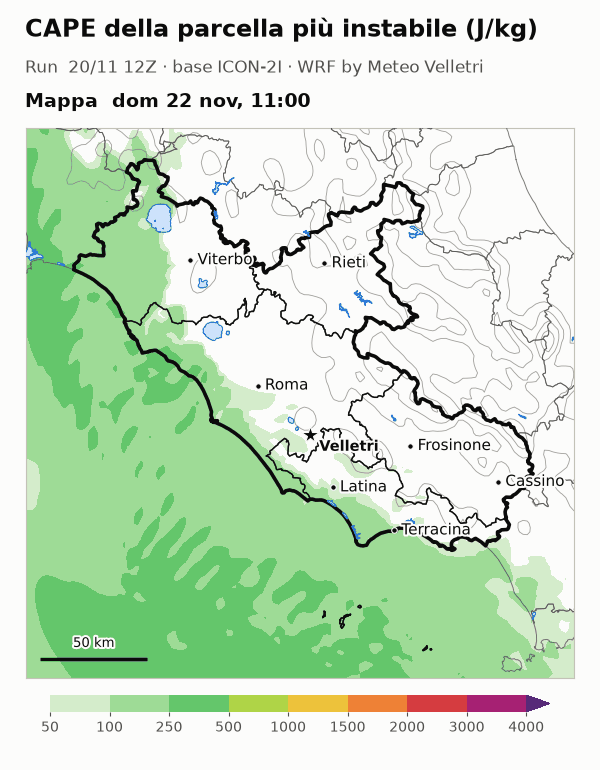 CAPE della parcella più instabile (J/kg)
Run  20/11 12Z · base ICON-2I · WRF by Meteo Velletri
Mappa  dom 22 nov, 11:00
Viterbo
Rieti
Roma
Velletri
Frosinone
Cassino
Latina
Terracina
50 km
50 100 250 500 1000 1500 2000 3000 4000